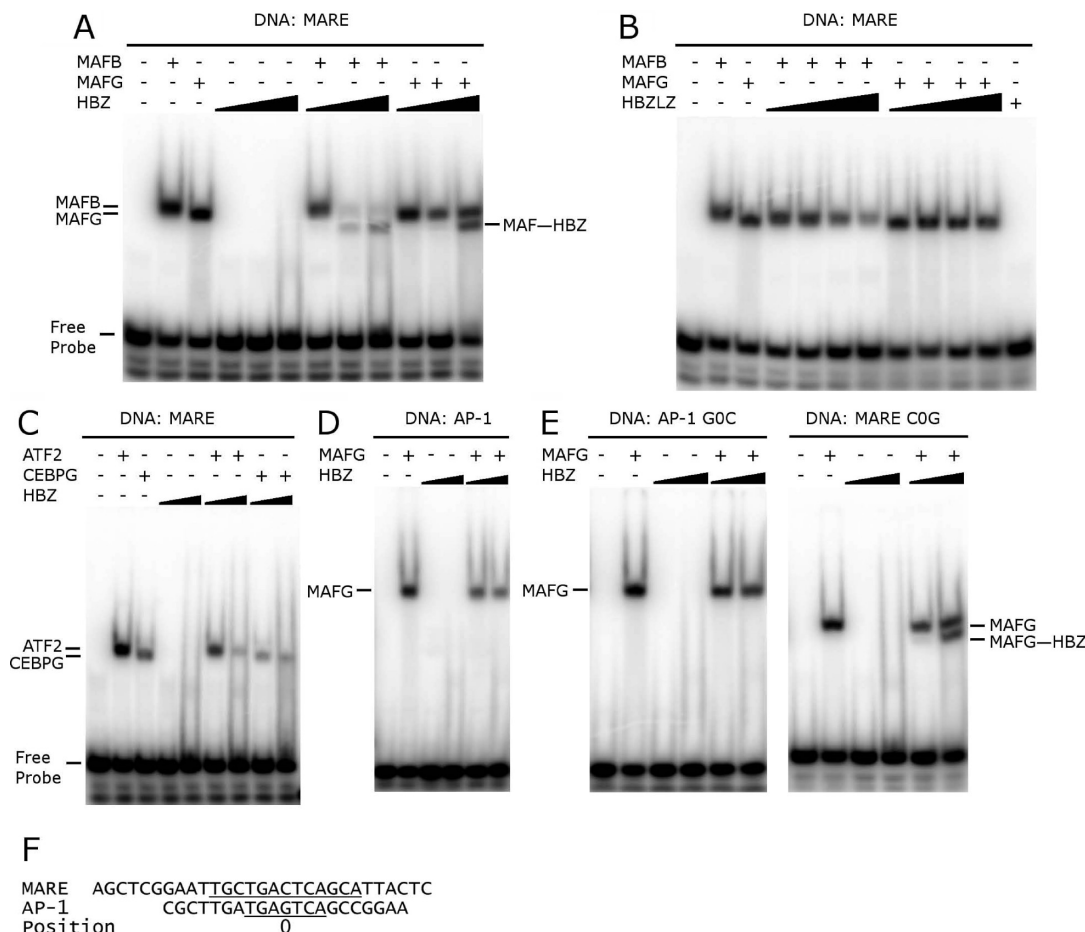 A
DNA: MARE
MAFB - + - - - - + + +
MAFG - - + - - - + + +
HBZ - - -
MAFB
MAFG
MAF—HBZ
Free
Probe
B
DNA: MARE
MAFB - + - + + + + - - - - -
MAFG - - + - - - - + + + + -
HBZLZ - - - +
C
DNA: MARE
ATF2 - + - - - + + - -
CEBPG - - + - - - - + +
HBZ - - -
ATF2
CEBPG
Free
Probe
D
DNA: AP-1
MAFG - + - - + +
HBZ - -
MAFG
E
DNA: AP-1 G0C
MAFG - + - - + +
HBZ - -
MAFG
DNA: MARE C0G
- + - - + +
- -
MAFG
MAFG—HBZ
F
MARE AGCTCGGAATTGCTGACTCAGCATTACTC
AP-1 CGCTTGATGAGTCAGCCGGAA
Position 0